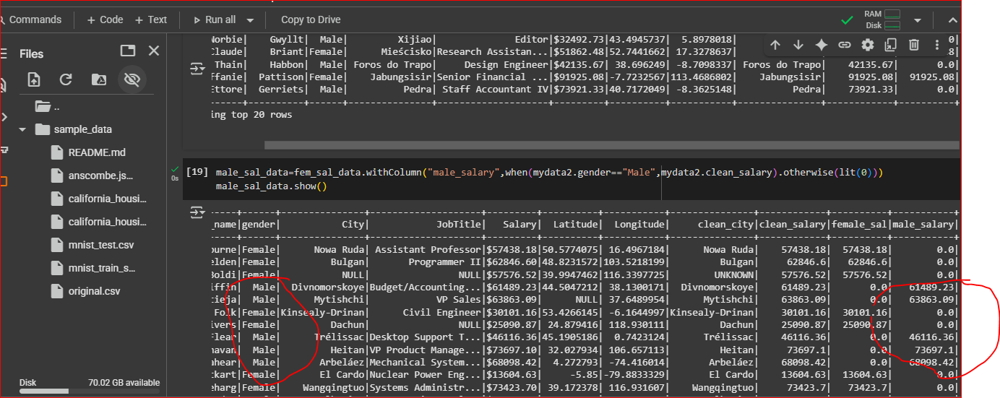 Commands + Code + Text Run all Copy to Drive RAM Disk
Files
..
sample_data
README.md
anscombe.js...
california_housi...
california_housi...
mnist_test.csv
mnist_train_s...
original.csv
Disk 70.02 GB available
Norbie| Gwyllt| Male| Xijiao| Editor|$32492.73|43.4945737| 5.8978018| 0|
Claude| Briant|Female| Mieścisko|Research Assistan...|$51862.48|52.7441662| 17.3278637| 8|
Thain| Habbon| Male| Foros do Trapo| Design Engineer|$42135.67| 38.696249| -8.7098337| Foros do Trapo| 42135.67| 0.0|
ffanie| Pattison|Female| Jabungsisir|Senior Financial ...|$91925.08|-7.7232567|113.4686802| Jabungsisir| 91925.08| 91925.08|
Ettore| Gerriets| Male| Pedra| Staff Accountant IV|$73921.33|40.7172049| -8.3625148| Pedra| 73921.33| 0.0|
ing top 20 rows
0s
[19] male_sal_data=fem_sal_data.withColumn("male_salary",when(mydata2.gender=="Male",mydata2.clean_salary).otherwise(lit(0)))
male_sal_data.show()
_name|gender| City| JobTitle| Salary| Latitude| Longitude| clean_city|clean_salary|female_sal|male_salary|
ourne|Female| Nowa Ruda| Assistant Professor|$57438.18|50.5774075| 16.4967184| Nowa Ruda| 57438.18| 57438.18| 0.0|
elden|Female| Bulgan| Programmer II|$62846.60|48.8231572|103.5218199| Bulgan| 62846.6| 62846.6| 0.0|
Boldi|Female| NULL| NULL|$57576.52|39.9947462|116.3397725| UNKNOWN| 57576.52| 57576.52| 0.0|
iffin| Male| Divnomorskoye|Budget/Accounting...|$61489.23|44.5047212| 38.1300171| Divnomorskoye| 61489.23| 0.0| 61489.23|
cieja| Male| Mytishchi| VP Sales|$63863.09| NULL| 37.6489954| Mytishchi| 63863.09| 0.0| 63863.09|
Folk|Female|Kinsealy-Drinan| Civil Engineer|$30101.16|53.4266145| -6.1644997|Kinsealy-Drinan| 30101.16| 30101.16| 0.0|
ivers|Female| Dachun| NULL|$25090.87| 24.879416| 118.930111| Dachun| 25090.87| 25090.87| 0.0|
Flear| Male| Trélissac|Desktop Support T...|$46116.36|45.1905186| 0.7423124| Trélissac| 46116.36| 0.0| 46116.36|
navan| Male| Heitan|VP Product Manage...|$73697.10| 32.027934| 106.657113| Heitan| 73697.1| 0.0| 73697.1|
ahean| Male| Arbeláez|Mechanical System...|$68098.42| 4.272793| -74.416014| Arbeláez| 68098.42| 0.0| 68098.42|
ckart|Female| El Cardo|Nuclear Power Eng...|$13604.63| -5.85|-79.8833329| El Cardo| 13604.63| 13604.63| 0.0|
eharg|Female| Wangqingtuo|Systems Administr...|$73423.70| 39.172378| 116.931607| Wangqingtuo| 73423.7| 73423.7| 0.0|